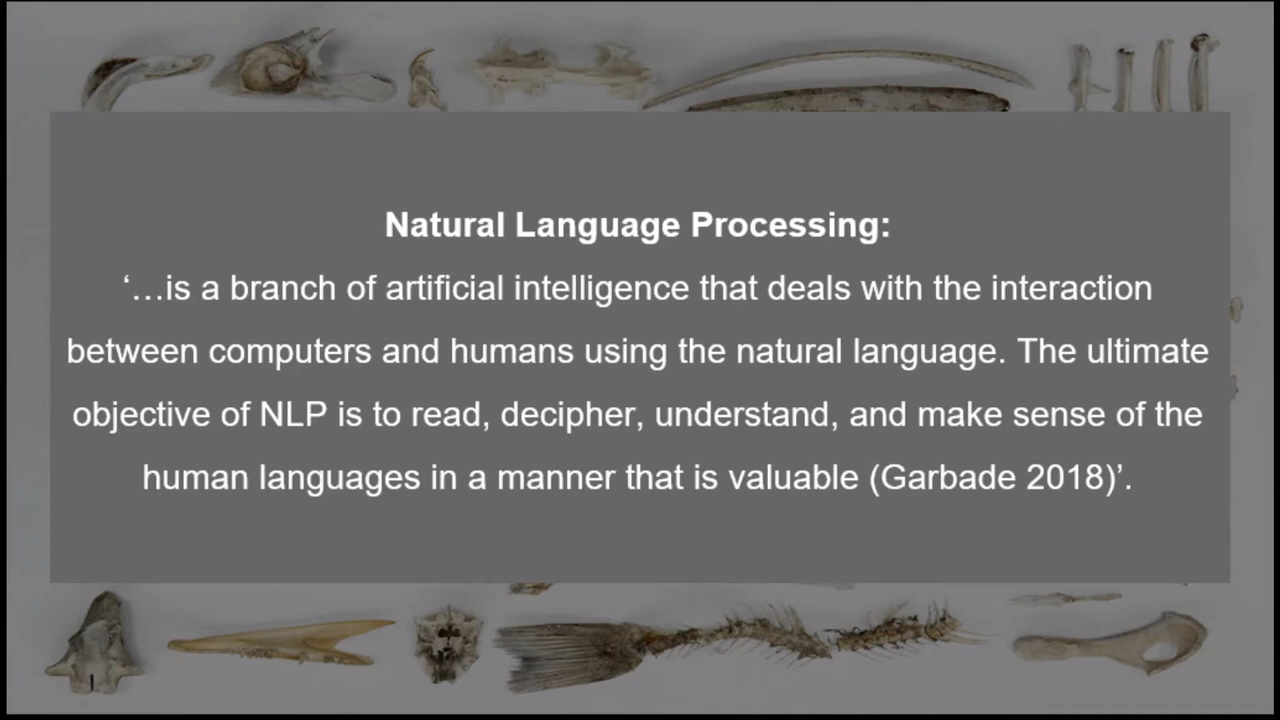 Natural Language Processing:
‘…is a branch of artificial intelligence that deals with the interaction
between computers and humans using the natural language. The ultimate
objective of NLP is to read, decipher, understand, and make sense of the
human languages in a manner that is valuable (Garbade 2018)’.